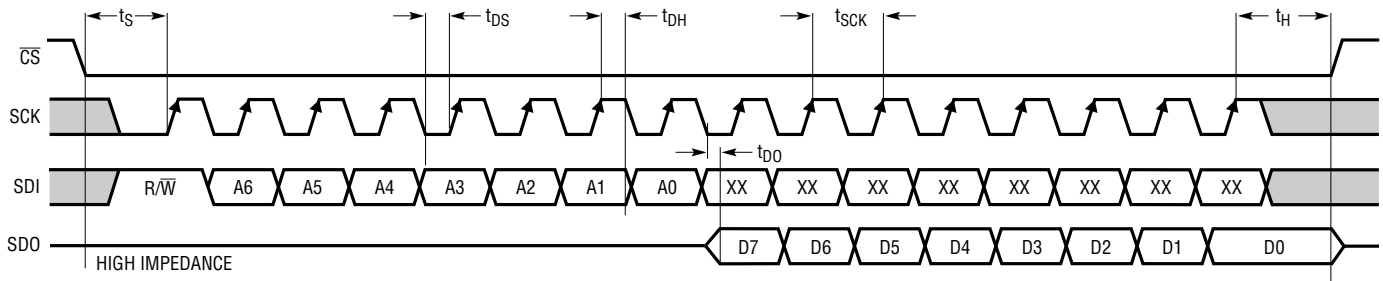 tS tDS tDH tSCK tH
CS
SCK
tDO
SDI R/W A6 A5 A4 A3 A2 A1 A0 XX XX XX XX XX XX XX XX
SDO D7 D6 D5 D4 D3 D2 D1 D0
HIGH IMPEDANCE